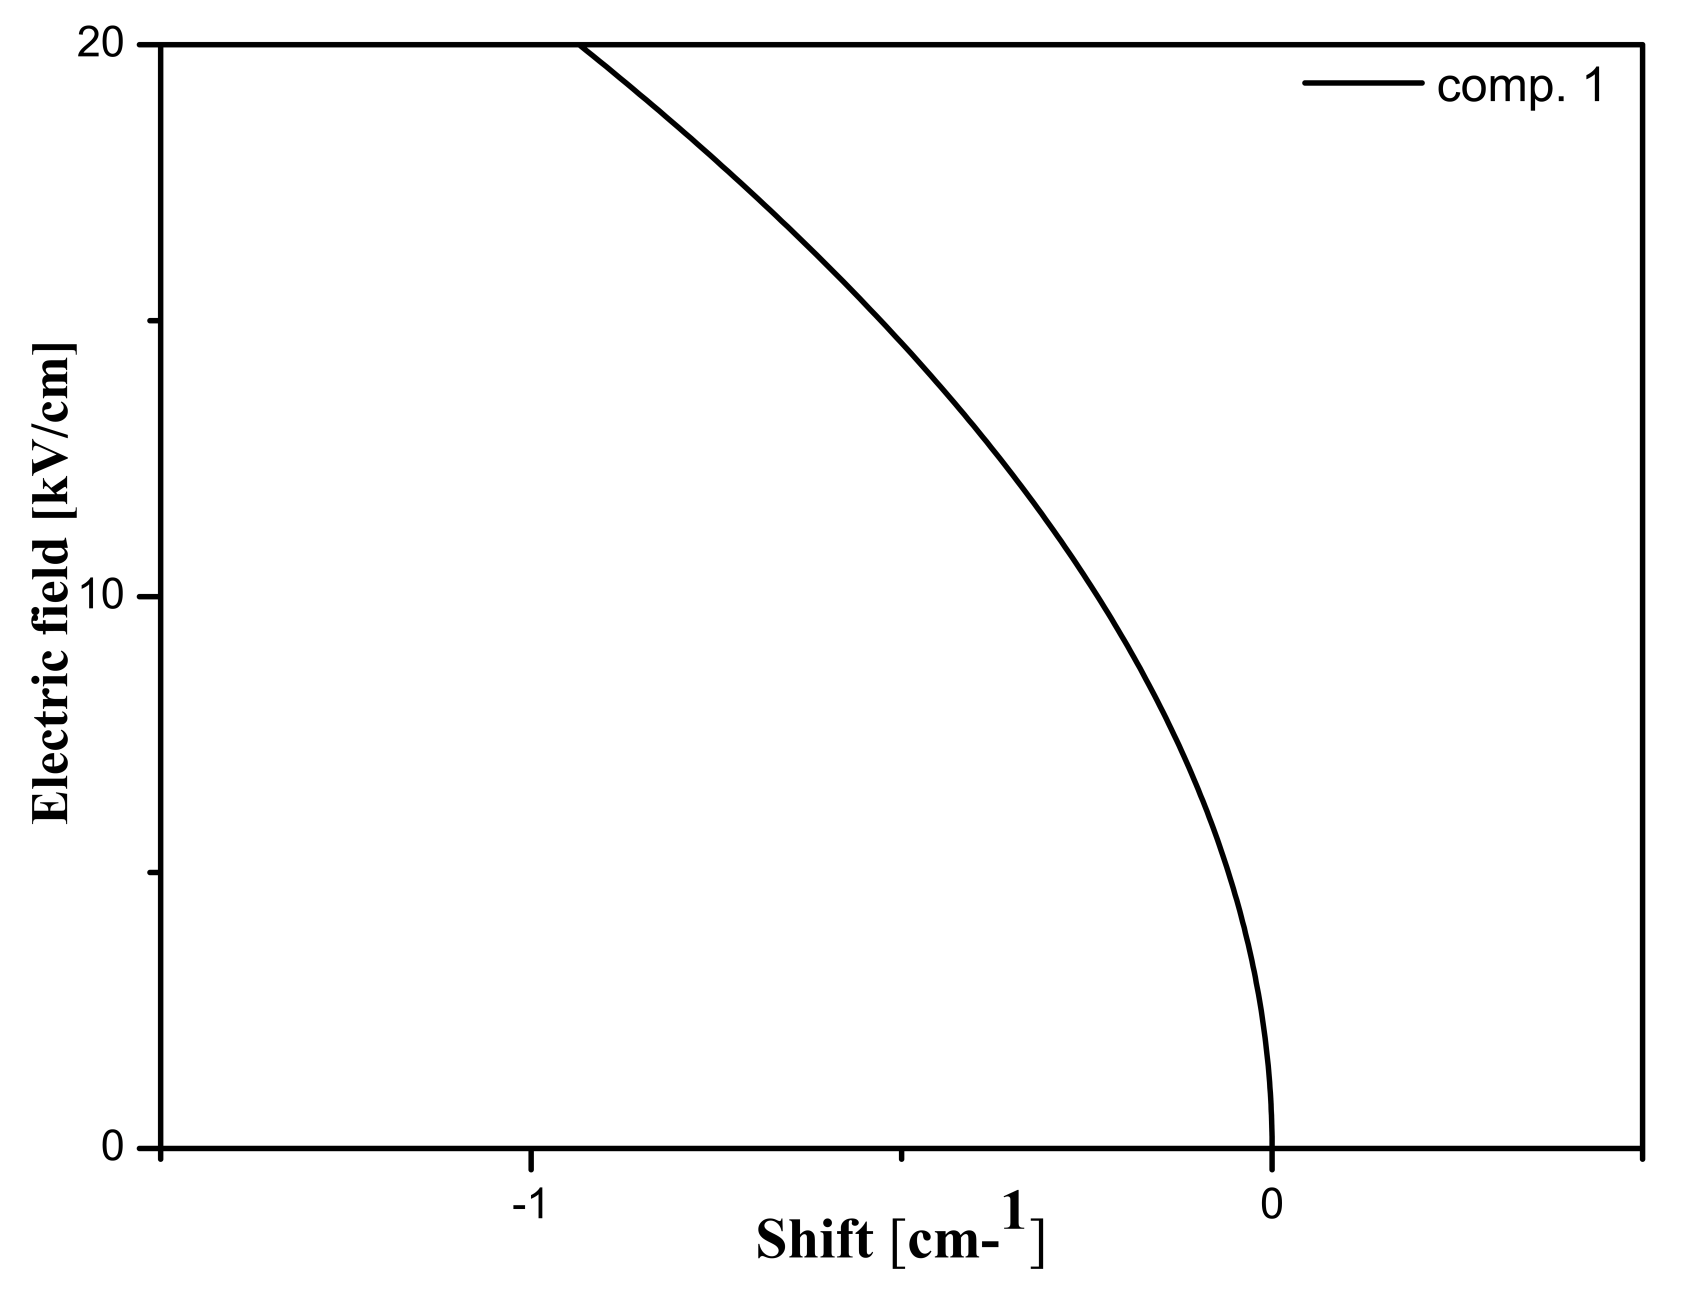 20
comp. 1
Electric field [kV/cm]
10
0
-1
0
Shift [cm-1]